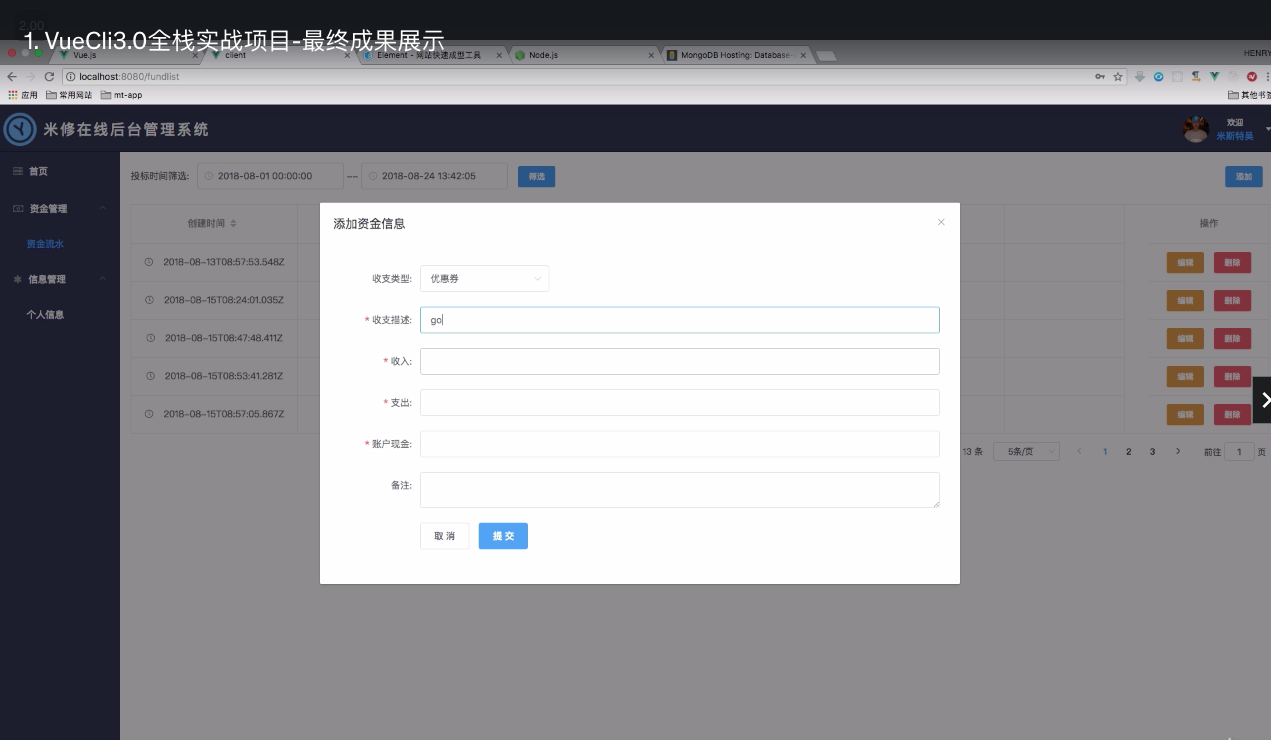 2.00
1. VueCli3.0全栈实战项目-最终成果展示
Vue.js
client
Element - 网站快速成型工具
Node.js
MongoDB Hosting: Database-
HENRY
localhost:8080/fundlist
应用
常用网站
mt-app
其他书签
米修在线后台管理系统
欢迎
米斯特吴
首页
资金管理
资金流水
信息管理
个人信息
投标时间筛选:
2018-08-01 00:00:00
---
2018-08-24 13:42:05
筛选
添加
创建时间
操作
2018-08-13T08:57:53.548Z
编辑
删除
2018-08-15T08:24:01.035Z
编辑
删除
2018-08-15T08:47:48.411Z
编辑
删除
2018-08-15T08:53:41.281Z
编辑
删除
2018-08-15T08:57:05.867Z
编辑
删除
13 条
5条/页
1
2
3
前往
1
页
添加资金信息
收支类型:
优惠券
* 收支描述:
go
* 收入:
* 支出:
* 账户现金:
备注:
取 消
提 交